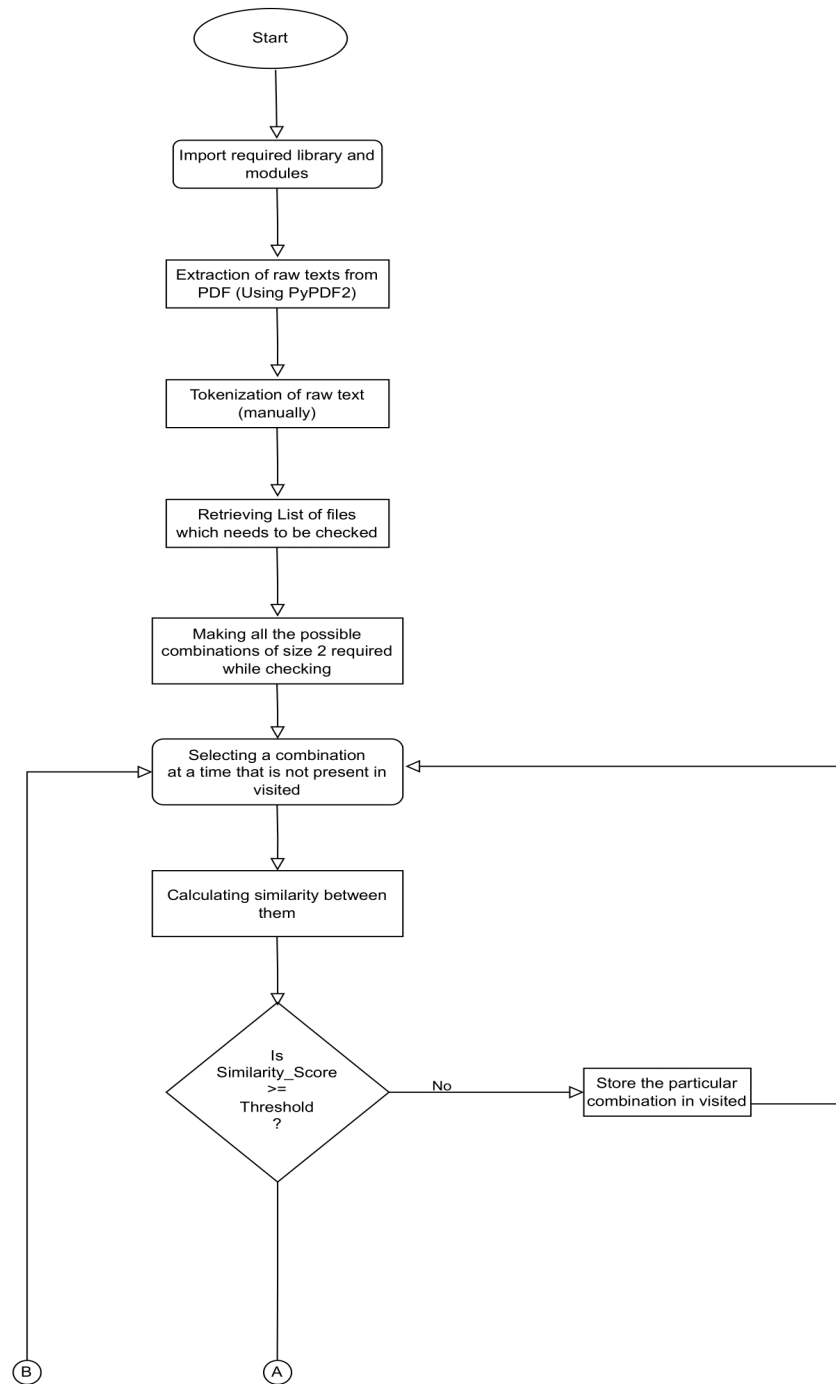 Start
Import required library and
modules
Extraction of raw texts from
PDF (Using PyPDF2)
Tokenization of raw text
(manually)
Retrieving List of files
which needs to be checked
Making all the possible
combinations of size 2 required
while checking
Selecting a combination
at a time that is not present in
visited
Calculating similarity between
them
Is
Similarity_Score
>=
Threshold
?
No
Store the particular
combination in visited
B
A